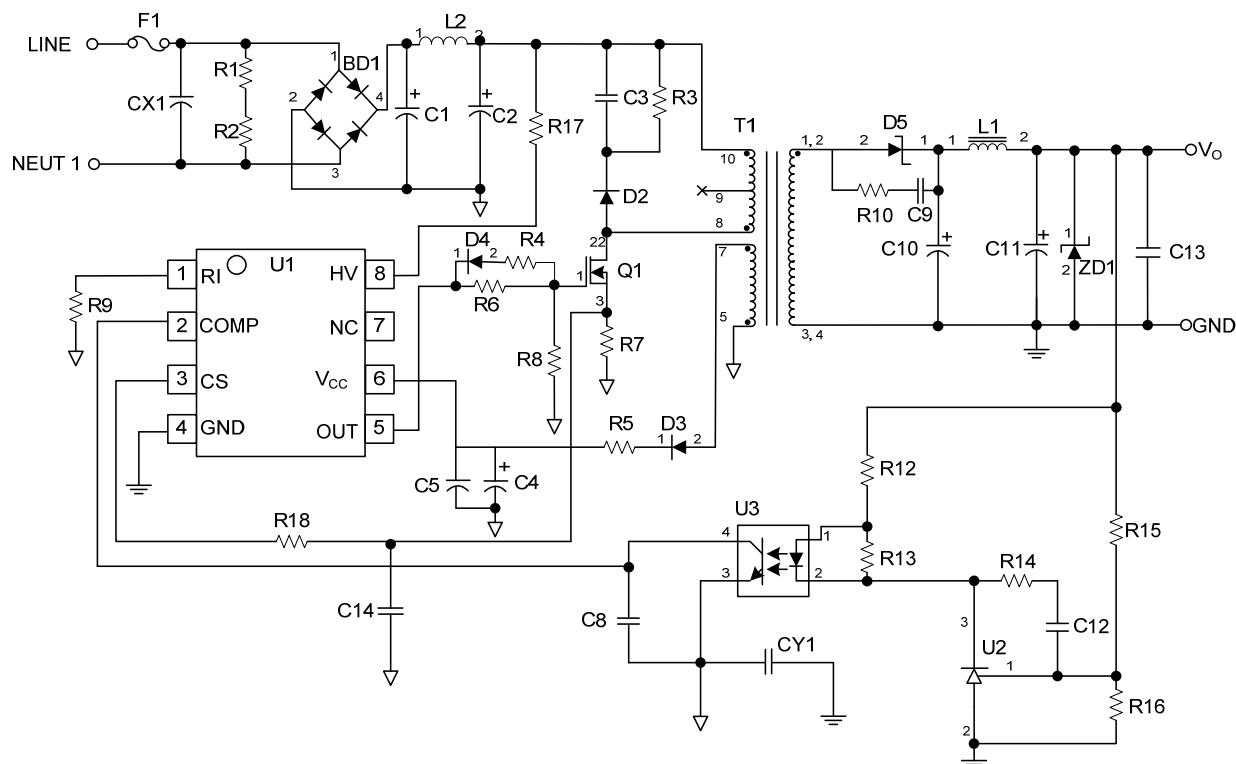 F1
LINE
CX1
R1
R2
NEUT 1
BD1
1
2
3
4
L2
1
2
C1
C2
R17
C3
R3
D2
T1
10
9
8
7
5
1, 2
3, 4
D5
2
1
R10
C9
L1
1
2
C10
C11
ZD1
1
2
C13
VO
GND
U1
1
RI
2
COMP
3
CS
4
GND
8
HV
7
NC
6
VCC
5
OUT
R9
D4
1
2
R4
R6
R8
Q1
22
1
3
R7
R5
D3
1
2
C5
C4
R18
C14
U3
4
3
1
2
C8
CY1
R12
R13
R14
C12
R15
R16
U2
3
1
2